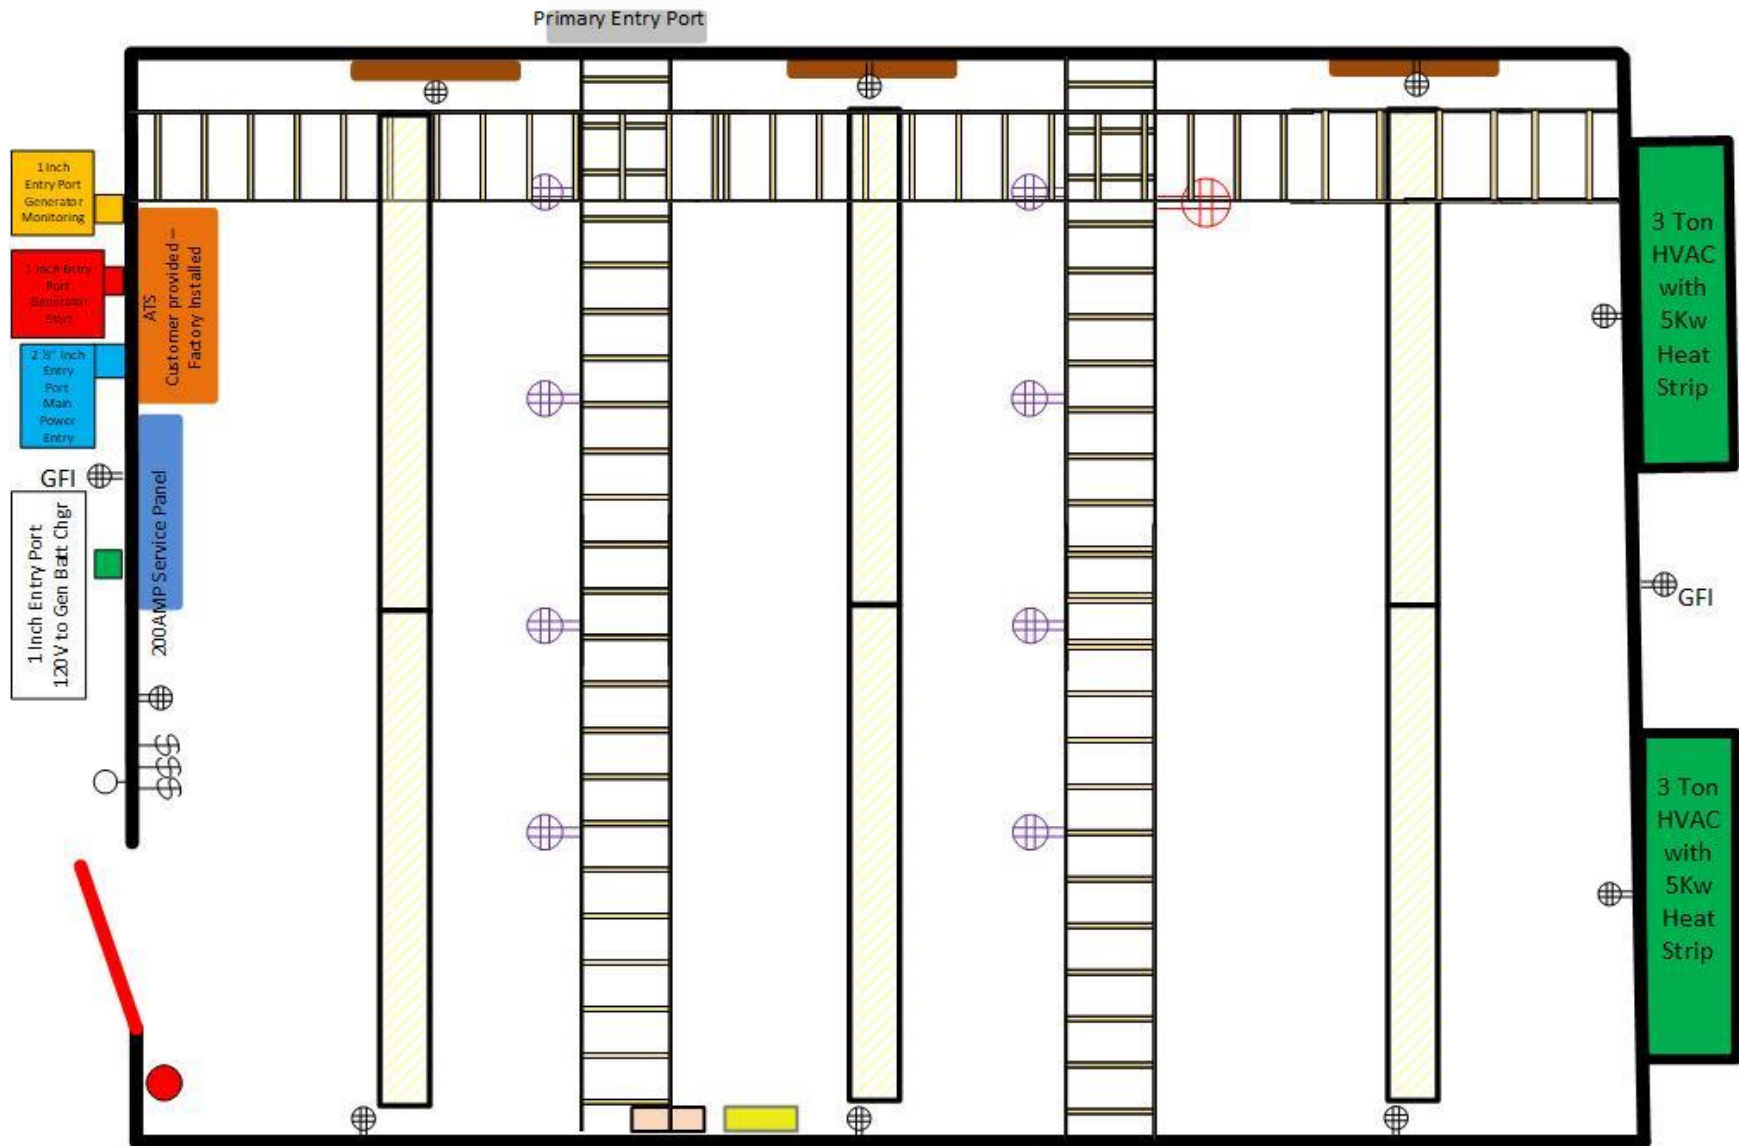 Primary Entry Port
1 Inch
Entry Port
Generator
Monitoring
1 Inch Entry
Port
Generator
Start
2 ½" Inch
Entry
Port
Main
Power
Entry
GFI
1 Inch Entry Port
120V to Gen Batt Chgr
ATS
Customer provided –
Factory Installed
200AMP Service Panel
3 Ton
HVAC
with
5Kw
Heat
Strip
GFI
3 Ton
HVAC
with
5Kw
Heat
Strip